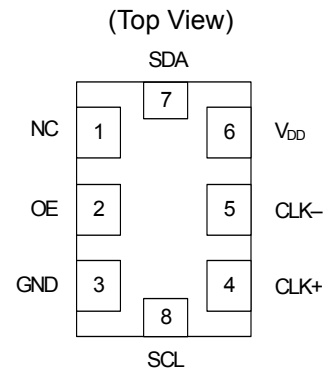 (Top View)
SDA
7
NC 1 6 VDD
OE 2 5 CLK–
GND 3 4 CLK+
8
SCL